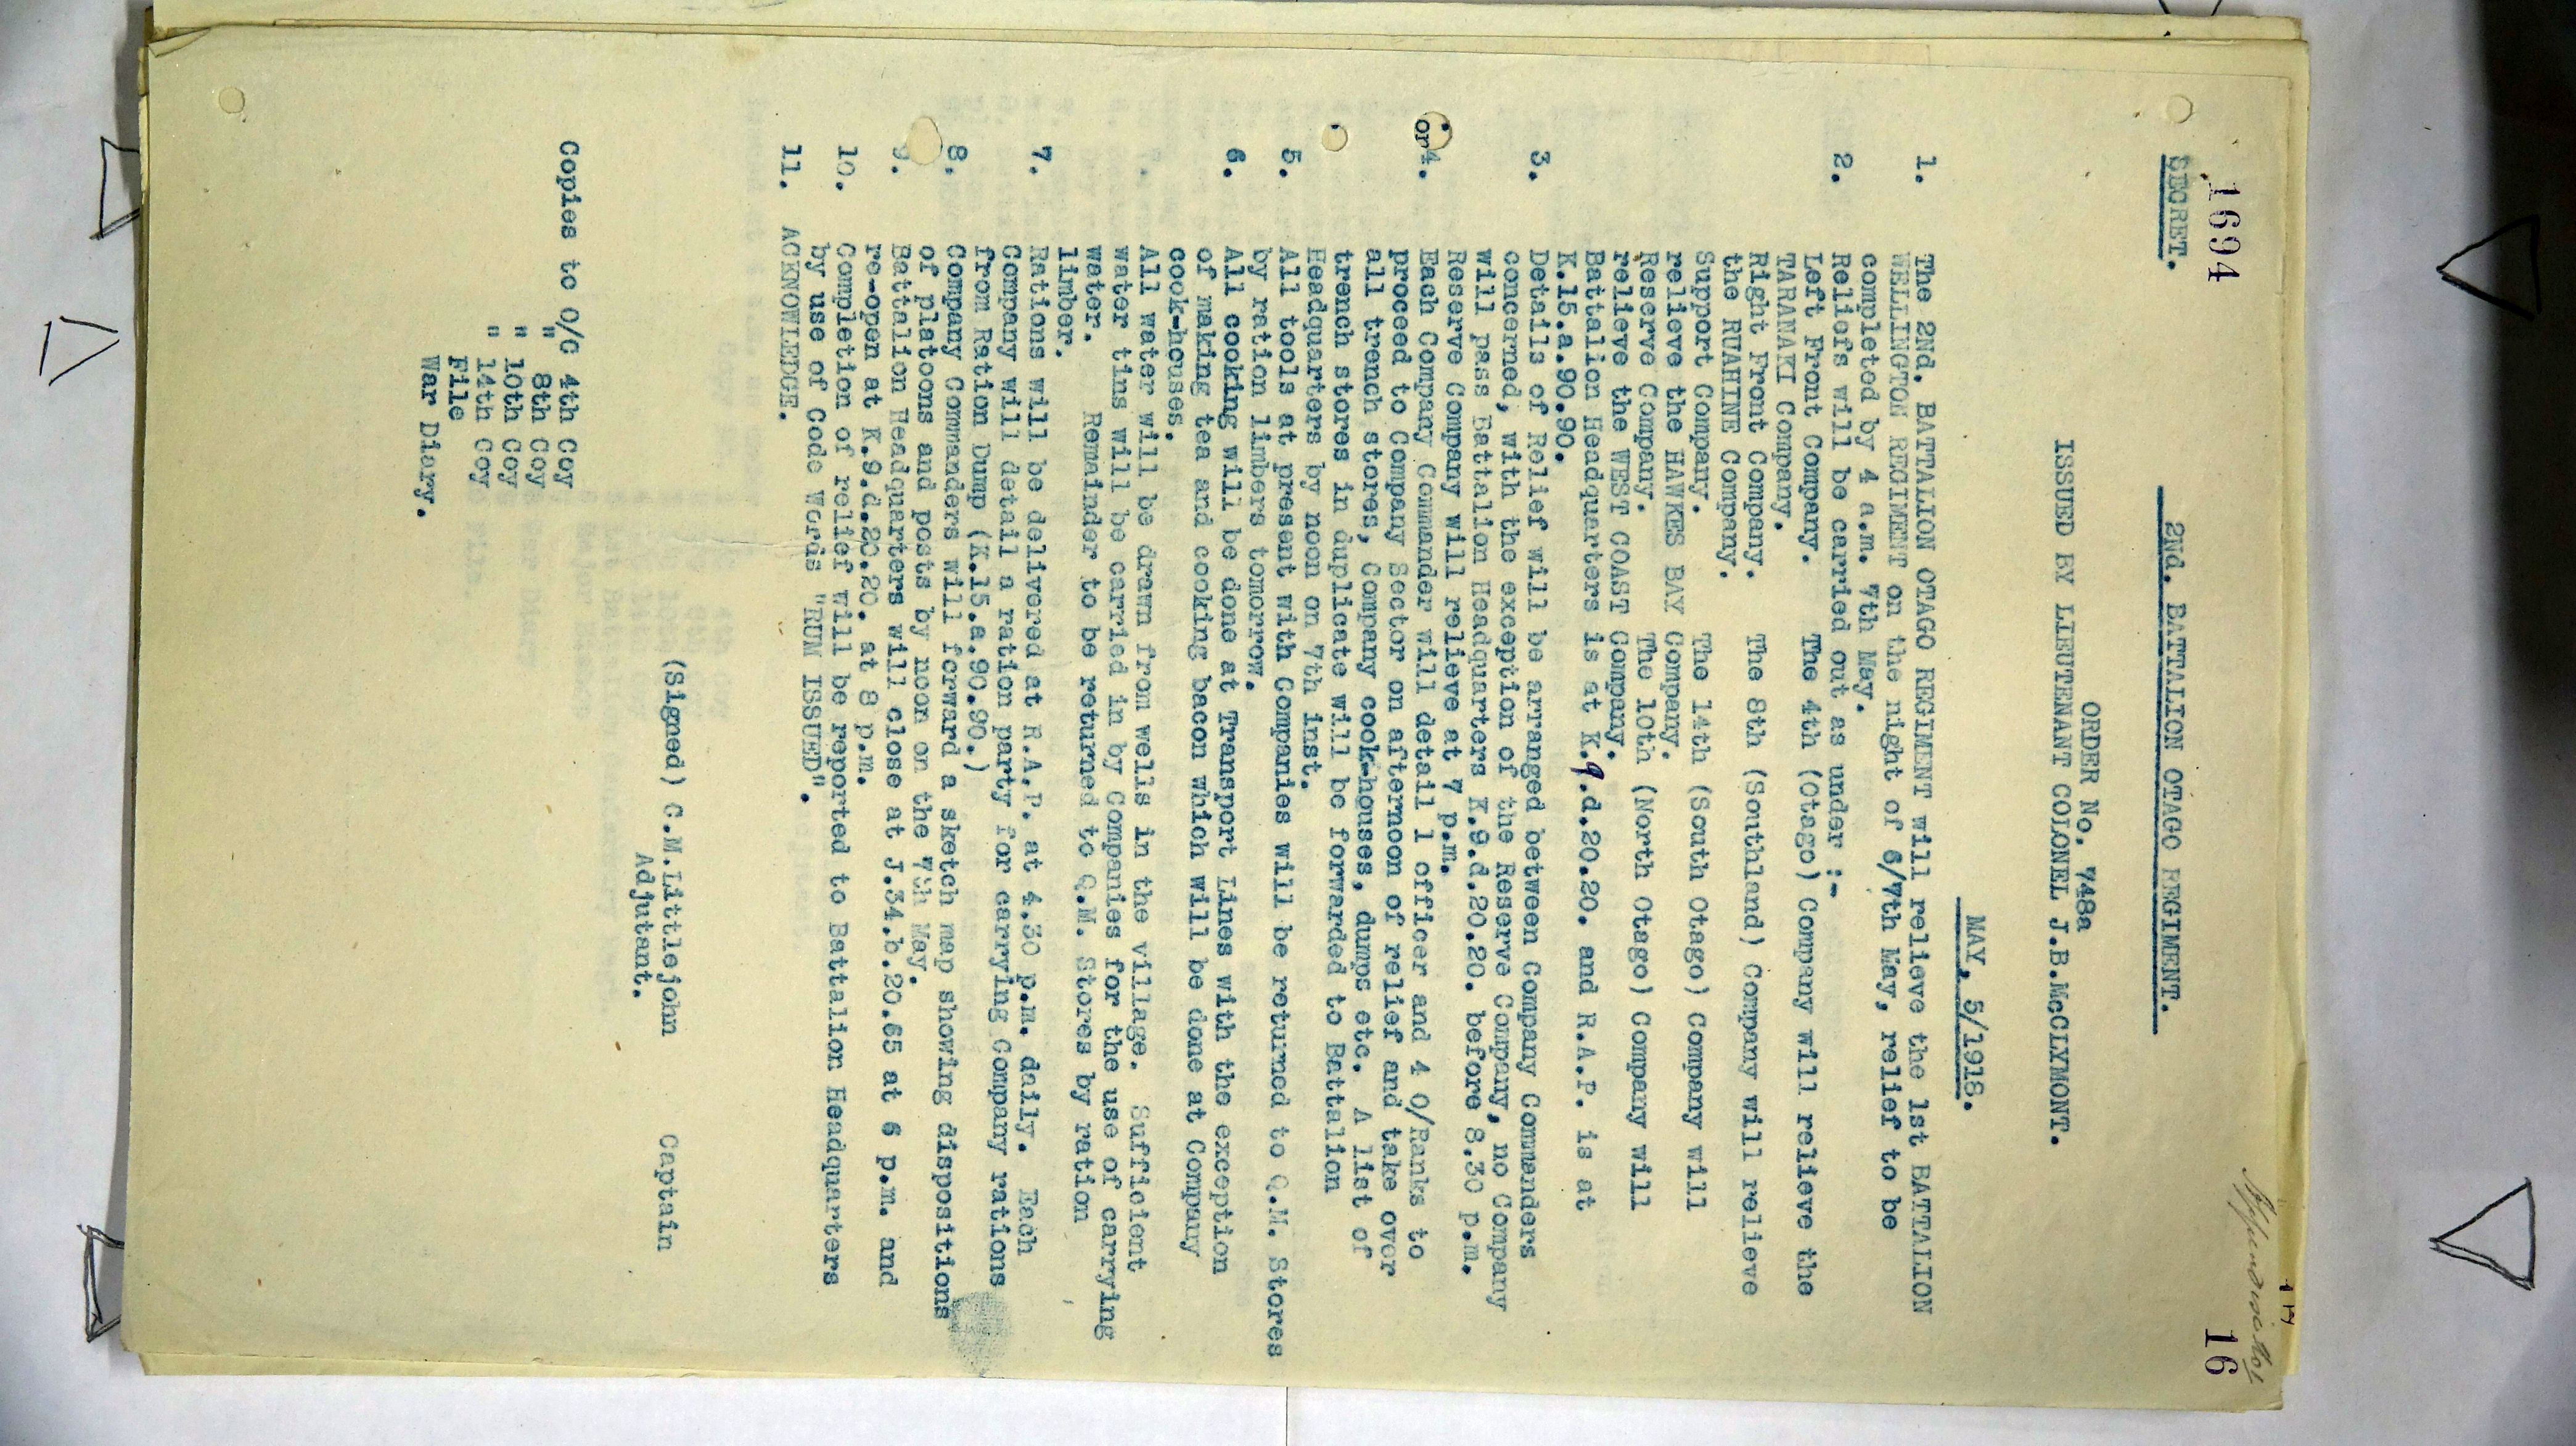 1694
16
SECRET.
2Nd. BATTALION OTAGO REGIMENT.
ORDER No. 748a
ISSUED BY LIEUTENANT COLONEL J.B.McCLYMONT.
MAY, 5/1918.
1. The 2nd. BATTALION OTAGO REGIMENT will relieve the 1st BATTALION
WELLINGTON REGIMENT on the night of 6/7th May, relief to be
completed by 4 a.m. 7th May.
2. Reliefs will be carried out as under :-
Left Front Company. The 4th (Otago) Company will relieve the
TARANAKI Company.
Right Front Company. The 8th (Southland) Company will relieve
the RUAHINE Company.
Support Company. The 14th (South Otago) Company will
relieve the HAWKES BAY Company.
Reserve Company. The 10th (North Otago) Company will
relieve the WEST COAST Company.
Battalion Headquarters is at K.9.d.20.20. and R.A.P. is at
K.15.a.90.90.
3. Details of Relief will be arranged between Company Commanders
concerned, with the exception of the Reserve Company, no Company
will pass Battalion Headquarters K.9.d.20.20. before 8.30 p.m.
Reserve Company will relieve at 7 p.m.
or4. Each Company Commander will detail 1 officer and 4 O/Ranks to
proceed to Company Sector on afternoon of relief and take over
all trench stores, Company cook-houses, dumps etc. A list of
trench stores in duplicate will be forwarded to Battalion
Headquarters by noon on 7th inst.
5. All tools at present with Companies will be returned to Q.M. Stores
by ration limbers tomorrow.
6. All cooking will be done at Transport Lines with the exception
of making tea and cooking bacon which will be done at Company
cook-houses.
All water will be drawn from wells in the village. Sufficient
water tins will be carried in by Companies for the use of carrying
water. Remainder to be returned to Q.M. Stores by ration
limber.
7. Rations will be delivered at R.A.P. at 4.30 p.m. daily. Each
Company will detail a ration party for carrying Company rations
from Ration Dump (K.15.a.90.90.)
8. Company Commanders will forward a sketch map showing dispositions
of platoons and posts by noon on the 7th May.
9. Battalion Headquarters will close at J.34.b.20.65 at 6 p.m. and
re-open at K.9.d.20.20. at 8 p.m.
10. Completion of relief will be reported to Battalion Headquarters
by use of Code Words "RUM ISSUED".
11. ACKNOWLEDGE.
(Signed) C.M.Littlejohn Captain
Adjutant.
Copies to O/C 4th Coy
" 8th Coy
" 10th Coy
" 14th Coy
File
War Diary.